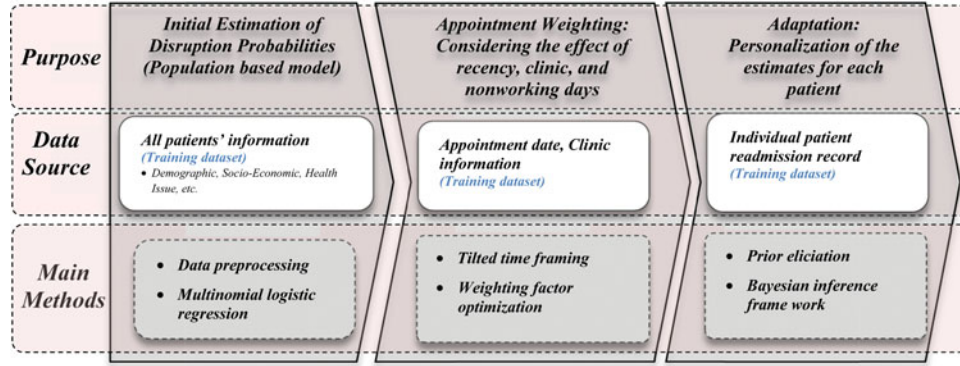 Purpose
Initial Estimation of
Disruption Probabilities
(Population based model)
Appointment Weighting:
Considering the effect of
recency, clinic, and
nonworking days
Adaptation:
Personalization of the
estimates for each
patient
Data
Source
All patients' information
(Training dataset)
• Demographic, Socio-Economic, Health
Issue, etc.
Appointment date, Clinic
information
(Training dataset)
Individual patient
readmission record
(Training dataset)
Main
Methods
• Data preprocessing
• Multinomial logistic
regression
• Tilted time framing
• Weighting factor
optimization
• Prior eliciation
• Bayesian inference
frame work